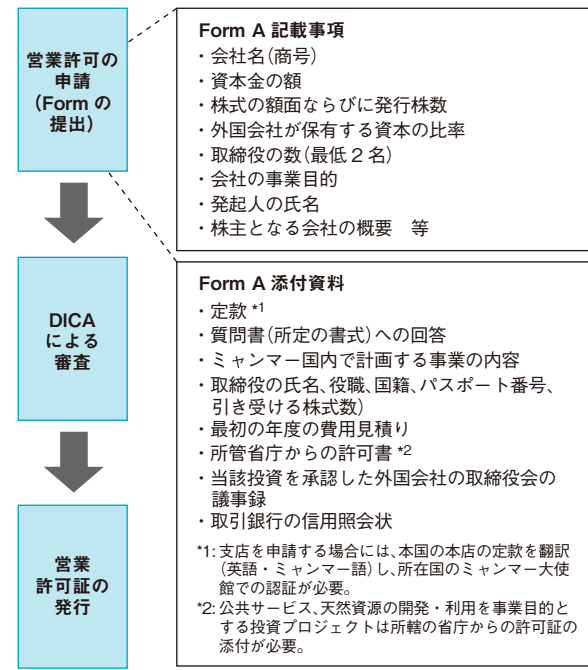 営業許可の
申請
(Form の
提出)
DICA
による
審査
営業
許可証の
発行
Form A 記載事項
・会社名(商号)
・資本金の額
・株式の額面ならびに発行株数
・外国会社が保有する資本の比率
・取締役の数(最低 2 名)
・会社の事業目的
・発起人の氏名
・株主となる会社の概要　等
Form A 添付資料
・定款 *1
・質問書(所定の書式)への回答
・ミャンマー国内で計画する事業の内容
・取締役の氏名、役職、国籍、パスポート番号、
引き受ける株式数)
・最初の年度の費用見積り
・所管省庁からの許可書 *2
・当該投資を承認した外国会社の取締役会の
議事録
・取引銀行の信用照会状
*1: 支店を申請する場合には、本国の本店の定款を翻訳
(英語・ミャンマー語)し、所在国のミャンマー大使
館での認証が必要。
*2: 公共サービス、天然資源の開発・利用を事業目的と
する投資プロジェクトは所轄の省庁からの許可証の
添付が必要。